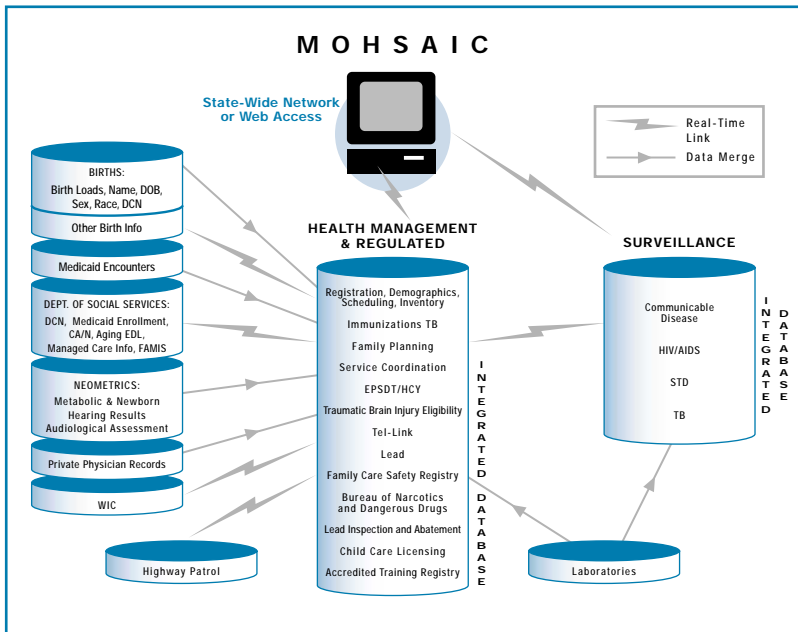 MOHSAIC
State-Wide Network
or Web Access
Real-Time
Link
Data Merge
BIRTHS:
Birth Loads, Name, DOB,
Sex, Race, DCN
Other Birth Info
Medicaid Encounters
DEPT. OF SOCIAL SERVICES:
DCN, Medicaid Enrollment,
CA/N, Aging EDL,
Managed Care Info, FAMIS
NEOMETRICS:
Metabolic & Newborn
Hearing Results
Audiological Assessment
Private Physician Records
WIC
Highway Patrol
HEALTH MANAGEMENT
& REGULATED
Registration, Demographics,
Scheduling, Inventory
Immunizations TB
Family Planning
Service Coordination
EPSDT/HCY
Traumatic Brain Injury Eligibility
Tel-Link
Lead
Family Care Safety Registry
Bureau of Narcotics
and Dangerous Drugs
Lead Inspection and Abatement
Child Care Licensing
Accredited Training Registry
INTEGRATED DATABASE
SURVEILLANCE
Communicable
Disease
HIV/AIDS
STD
TB
INTEGRATED
DATABASE
Laboratories